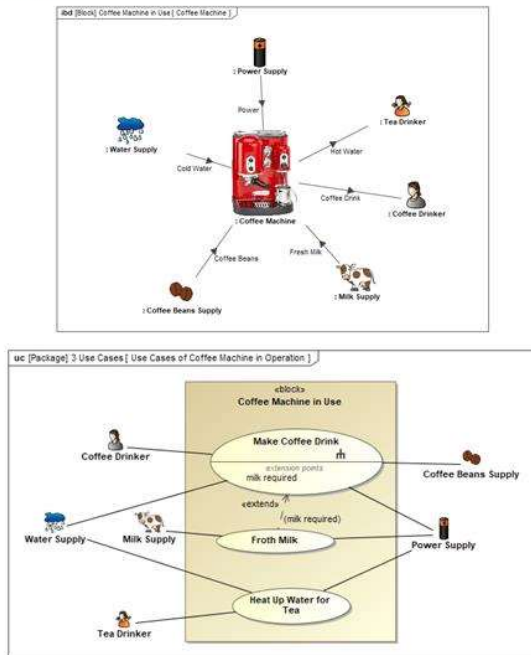 ibd [Block] Coffee Machine in Use [ Coffee Machine ]
: Power Supply
Power
: Tea Drinker
: Water Supply
Hot Water
Cold Water
Coffee Drink
: Coffee Drinker
: Coffee Machine
Coffee Beans
Fresh Milk
: Coffee Beans Supply
: Milk Supply
uc [Package] 3 Use Cases [ Use Cases of Coffee Machine in Operation ]
«block»
Coffee Machine in Use
Make Coffee Drink
Coffee Drinker
extension points
Coffee Beans Supply
milk required
«extend»
(milk required)
Water Supply
Milk Supply
Froth Milk
Power Supply
Heat Up Water for
Tea
Tea Drinker